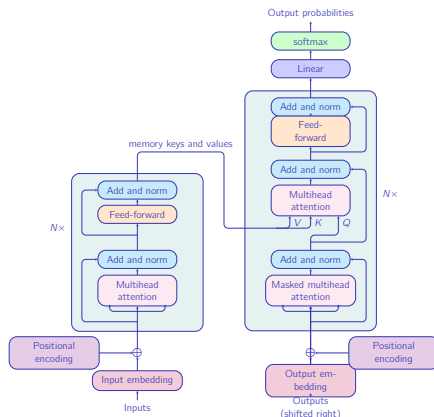 Output probabilities
softmax
Linear
Add and norm
Feed-
forward
Add and norm
Multihead
attention
V K Q
N×
Add and norm
Masked multihead
attention
Positional
encoding
Output em-
bedding
Outputs
(shifted right)
memory keys and values
Add and norm
Feed-forward
N×
Add and norm
Multihead
attention
Positional
encoding
Input embedding
Inputs